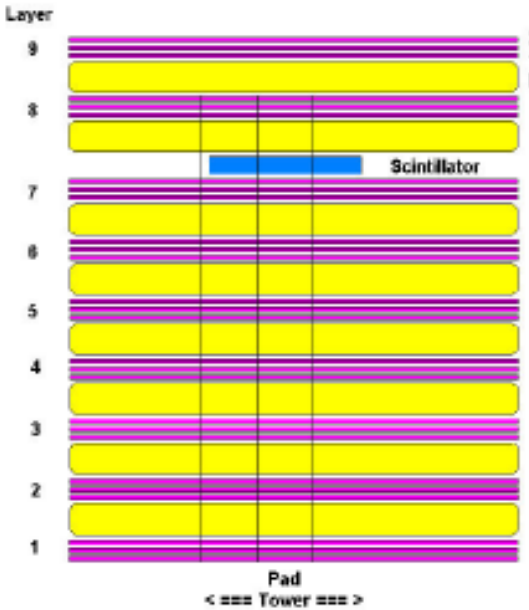 Layer
9
8
Scintillator
7
6
5
4
3
2
1
Pad
< === Tower === >